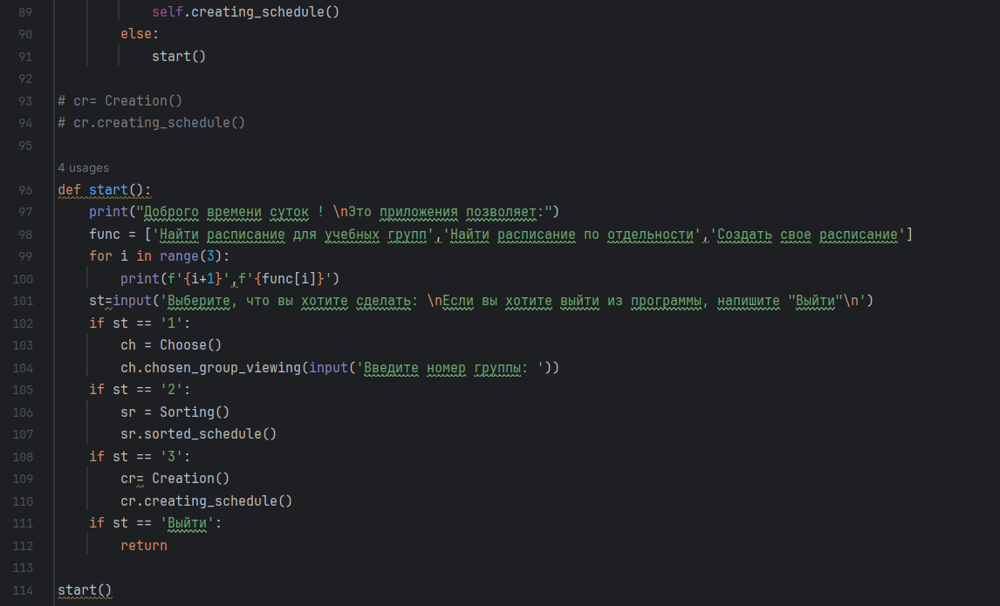 89 self.creating_schedule()
90 else:
91 start()
92
93 # cr= Creation()
94 # cr.creating_schedule()
95
4 usages
96 def start():
97 print("Доброго времени суток ! \nЭто приложения позволяет:")
98 func = ['Найти расписание для учебных групп','Найти расписание по отдельности','Создать свое расписание']
99 for i in range(3):
100 print(f'{i+1}',f'{func[i]}')
101 st=input('Выберите, что вы хотите сделать: \nЕсли вы хотите выйти из программы, напишите "Выйти"\n')
102 if st == '1':
103 ch = Choose()
104 ch.chosen_group_viewing(input('Введите номер группы: '))
105 if st == '2':
106 sr = Sorting()
107 sr.sorted_schedule()
108 if st == '3':
109 cr= Creation()
110 cr.creating_schedule()
111 if st == 'Выйти':
112 return
113
114 start()